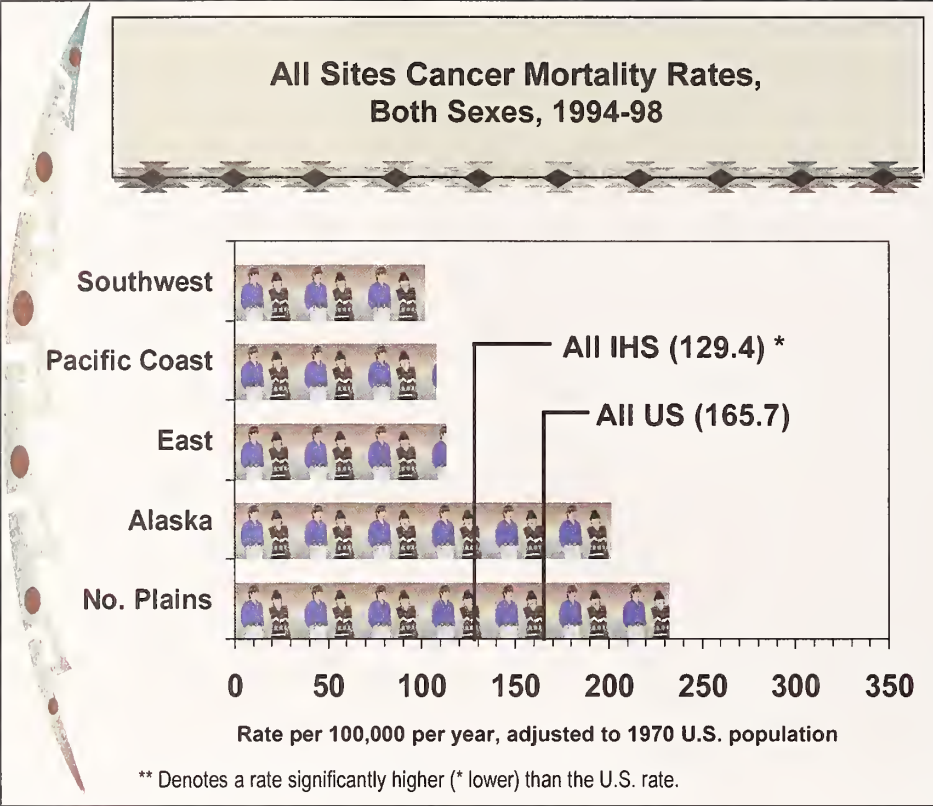 All Sites Cancer Mortality Rates,
Both Sexes, 1994-98
Southwest
Pacific Coast
East
Alaska
No. Plains
All IHS (129.4) *
All US (165.7)
0 50 100 150 200 250 300 350
Rate per 100,000 per year, adjusted to 1970 U.S. population
** Denotes a rate significantly higher (* lower) than the U.S. rate.